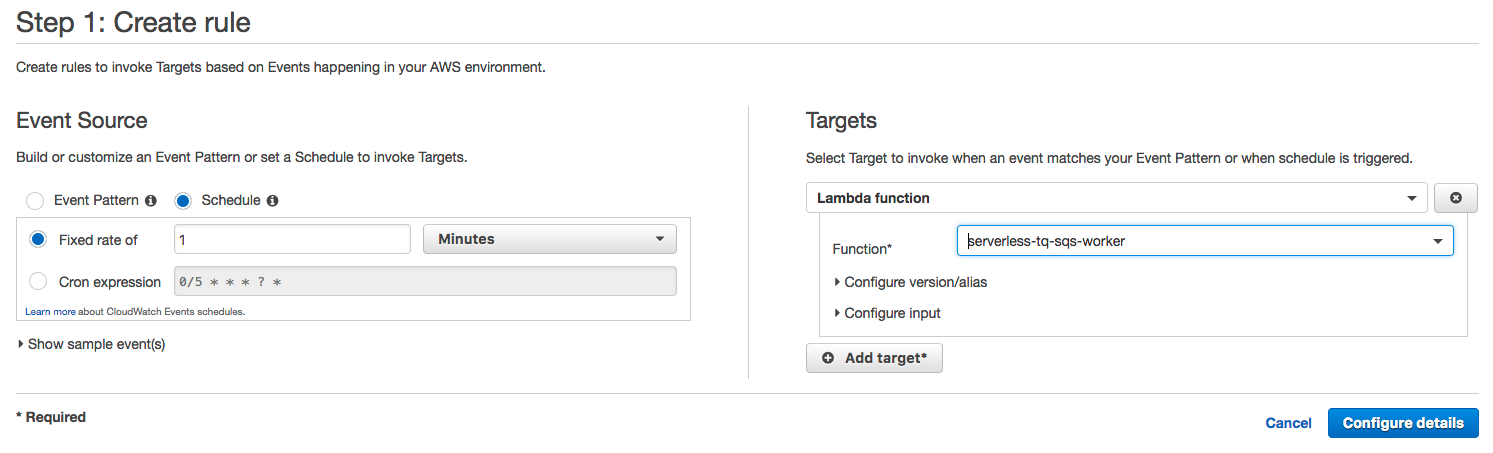 Step 1: Create rule
Create rules to invoke Targets based on Events happening in your AWS environment.
Event Source
Build or customize an Event Pattern or set a Schedule to invoke Targets.
Event Pattern Schedule
Fixed rate of 1 Minutes
Cron expression 0/5 * * * ? *
Learn more about CloudWatch Events schedules.
Show sample event(s)
Targets
Select Target to invoke when an event matches your Event Pattern or when schedule is triggered.
Lambda function
Function* serverless-tq-sqs-worker
Configure version/alias
Configure input
Add target*
* Required
Cancel Configure details